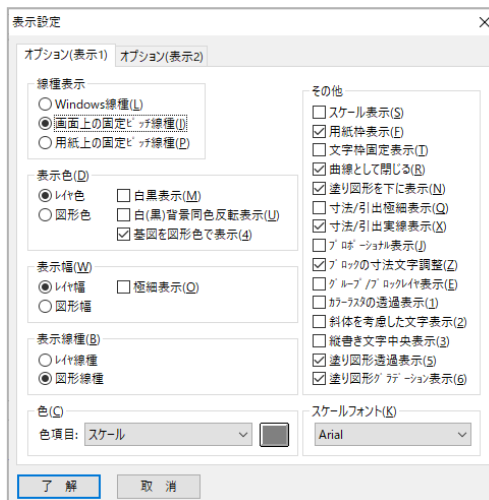 表示設定
オプション(表示1)
オプション(表示2)
線種表示
Windows線種(L)
画面上の固定ﾋﾟｯﾁ線種(I)
用紙上の固定ﾋﾟｯﾁ線種(P)
表示色(D)
ﾚｲﾔ色
白黒表示(M)
図形色
白(黒)背景同色反転表示(U)
基図を図形色で表示(4)
表示幅(W)
ﾚｲﾔ幅
極細表示(O)
図形幅
表示線種(B)
ﾚｲﾔ線種
図形線種
その他
スケール表示(S)
用紙枠表示(F)
文字枠固定表示(T)
曲線として閉じる(R)
塗り図形を下に表示(N)
寸法/引出極細表示(Q)
寸法/引出実線表示(X)
ﾌﾟﾛﾎﾟｰｼｮﾅﾙ表示(J)
ﾌﾞﾛｯｸの寸法文字調整(Z)
ｸﾞﾙｰﾌﾟ/ﾌﾞﾛｯｸﾚｲﾔ表示(E)
ｶﾗｰﾗｽﾀの透過表示(1)
斜体を考慮した文字表示(2)
縦書き文字中央表示(3)
塗り図形透過表示(5)
塗り図形ｸﾞﾗﾃﾞｰｼｮﾝ表示(6)
色(C)
色項目: スケール
スケールフォント(K)
Arial
了 解
取 消